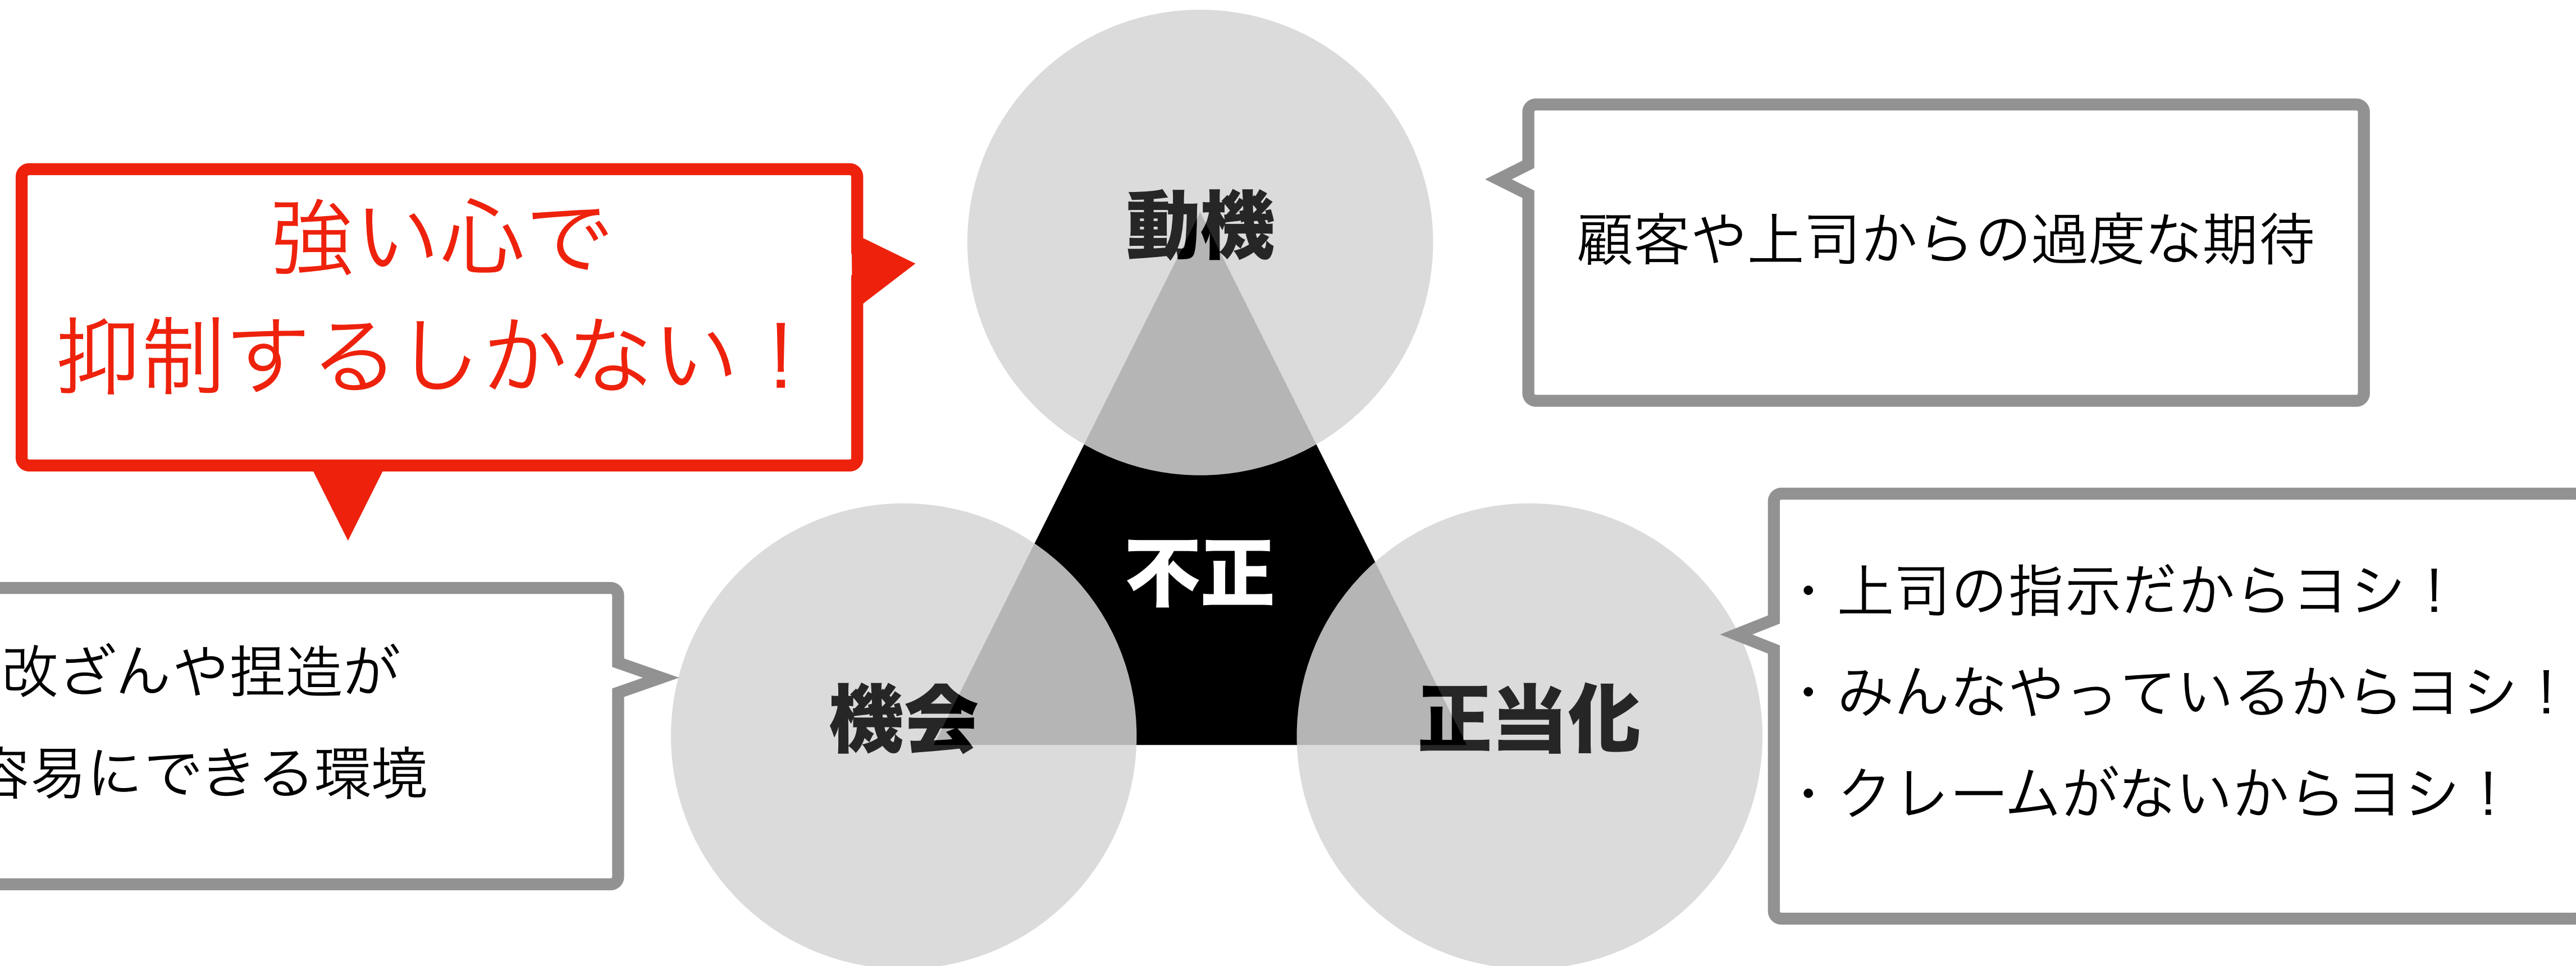 動機
顧客や上司からの過度な期待
強い心で
抑制するしかない！
不正
機会
改ざんや捏造が
容易にできる環境
正当化
・上司の指示だからヨシ！
・みんなやっているからヨシ！
・クレームがないからヨシ！